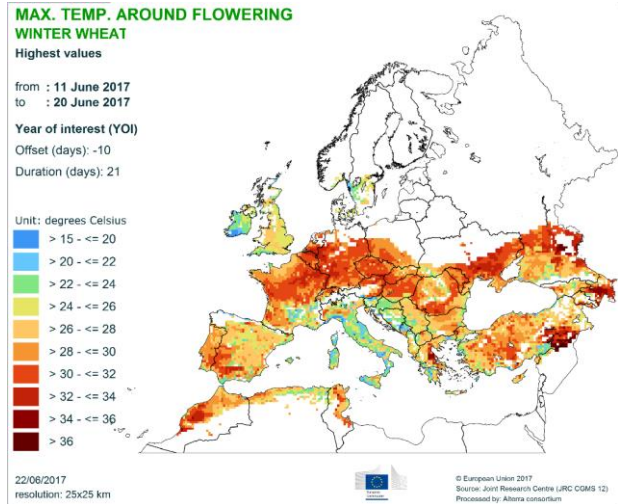 MAX. TEMP. AROUND FLOWERING
WINTER WHEAT
Highest values
from : 11 June 2017
to : 20 June 2017
Year of interest (YOI)
Offset (days): -10
Duration (days): 21
Unit: degrees Celsius
> 15 - <= 20
> 20 - <= 22
> 22 - <= 24
> 24 - <= 26
> 26 - <= 28
> 28 - <= 30
> 30 - <= 32
> 32 - <= 34
> 34 - <= 36
> 36
22/06/2017
resolution: 25x25 km
© European Union 2017
Source: Joint Research Centre (JRC CGMS 12)
Processed by: Alterra consortium